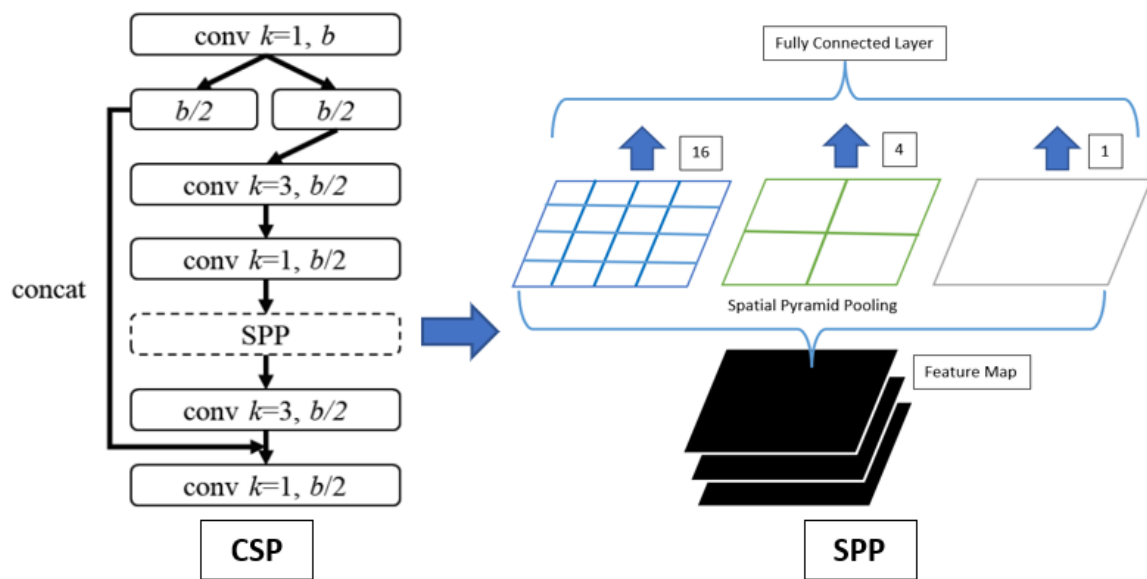 conv k=1, b
b/2
b/2
conv k=3, b/2
conv k=1, b/2
concat
SPP
conv k=3, b/2
conv k=1, b/2
CSP
Fully Connected Layer
16
4
1
Spatial Pyramid Pooling
Feature Map
SPP